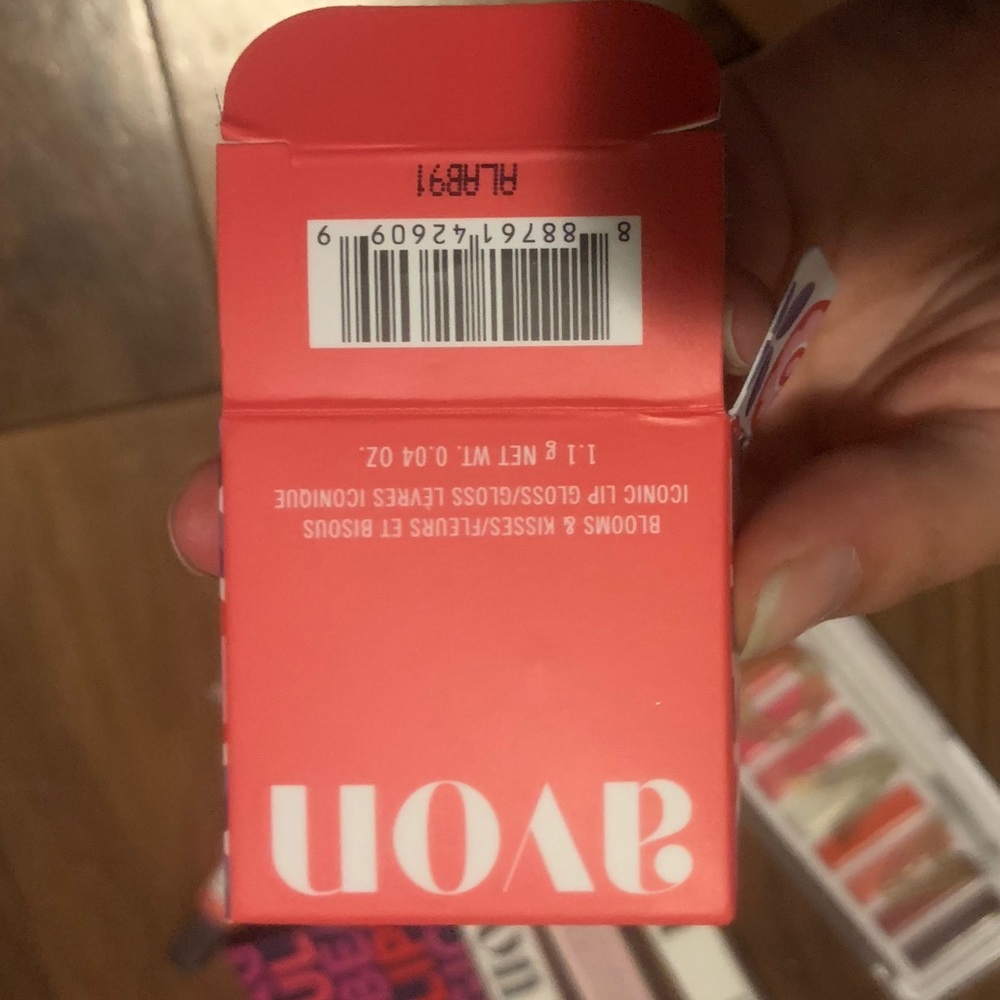 avon
BLOOMS & KISSES/FLEURS ET BISOUS
ICONIC LIP GLOSS/GLOSS LÈVRES ICONIQUE
1.1 g NET WT. 0.04 OZ.
8 88761 42609 9
ALAB91